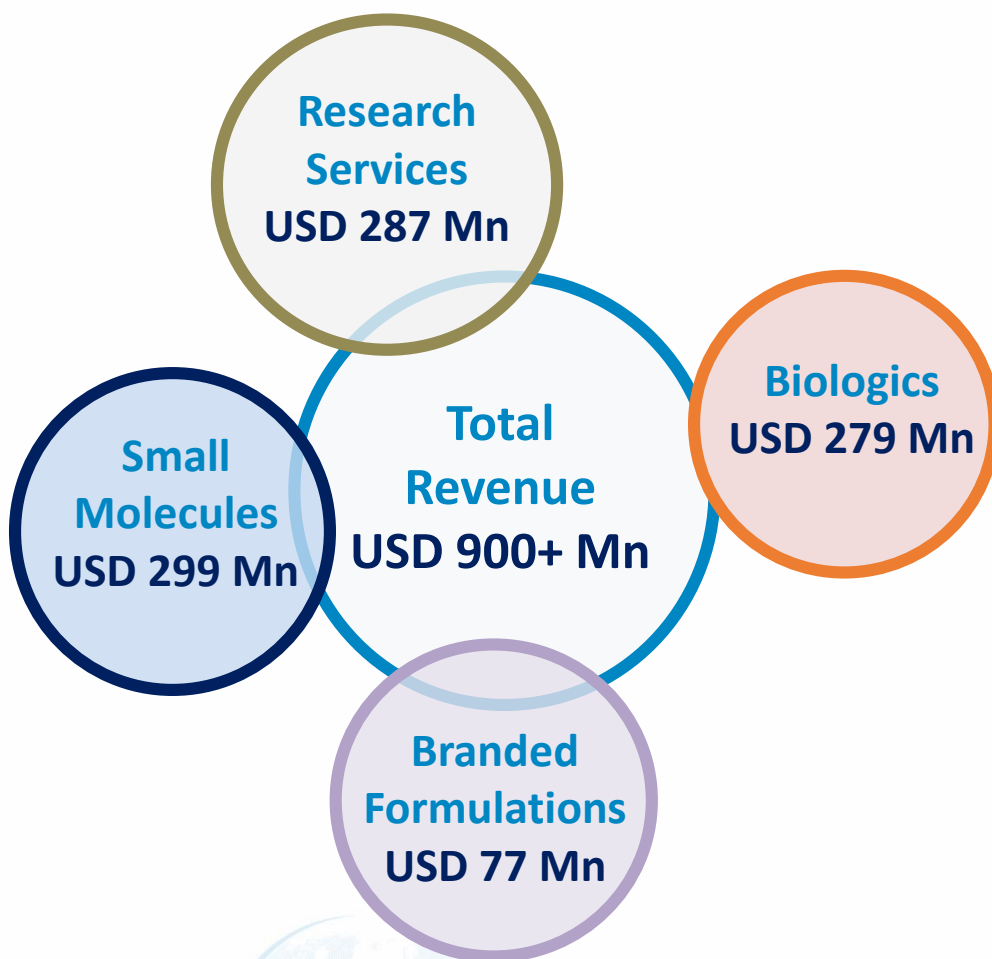 Research
Services
USD 287 Mn
Biologics
USD 279 Mn
Total
Revenue
USD 900+ Mn
Small
Molecules
USD 299 Mn
Branded
Formulations
USD 77 Mn